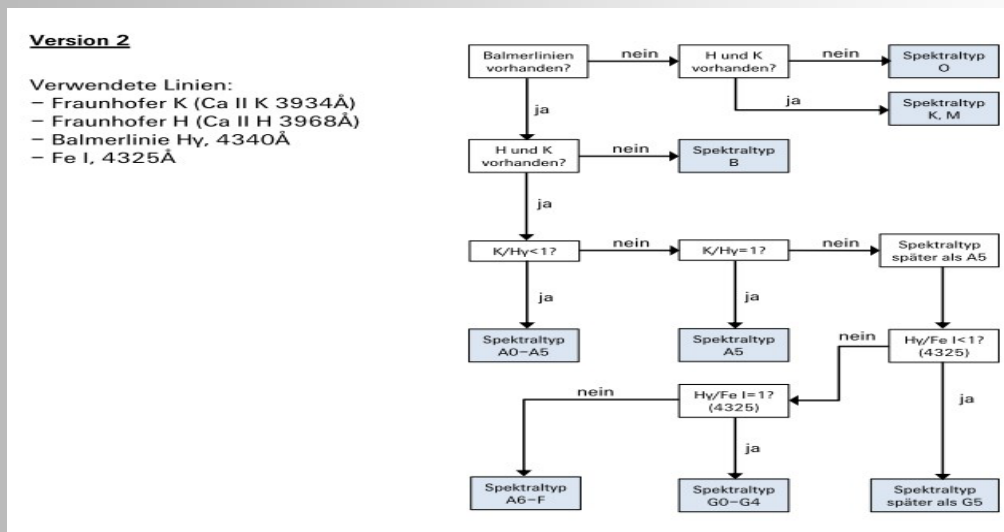 Version 2
Verwendete Linien:
– Fraunhofer K (Ca II K 3934Å)
– Fraunhofer H (Ca II H 3968Å)
– Balmerlinie Hγ, 4340Å
– Fe I, 4325Å
Balmerlinien
vorhanden?
nein
H und K
vorhanden?
nein
Spektraltyp
O
ja
Spektraltyp
K, M
ja
H und K
vorhanden?
nein
Spektraltyp
B
ja
K/Hγ<1?
nein
K/Hγ=1?
nein
Spektraltyp
später als A5
ja
Spektraltyp
A0–A5
ja
Spektraltyp
A5
Hγ/Fe I<1?
(4325)
nein
Hγ/Fe I=1?
(4325)
nein
ja
ja
Spektraltyp
A6–F
Spektraltyp
G0–G4
Spektraltyp
später als G5